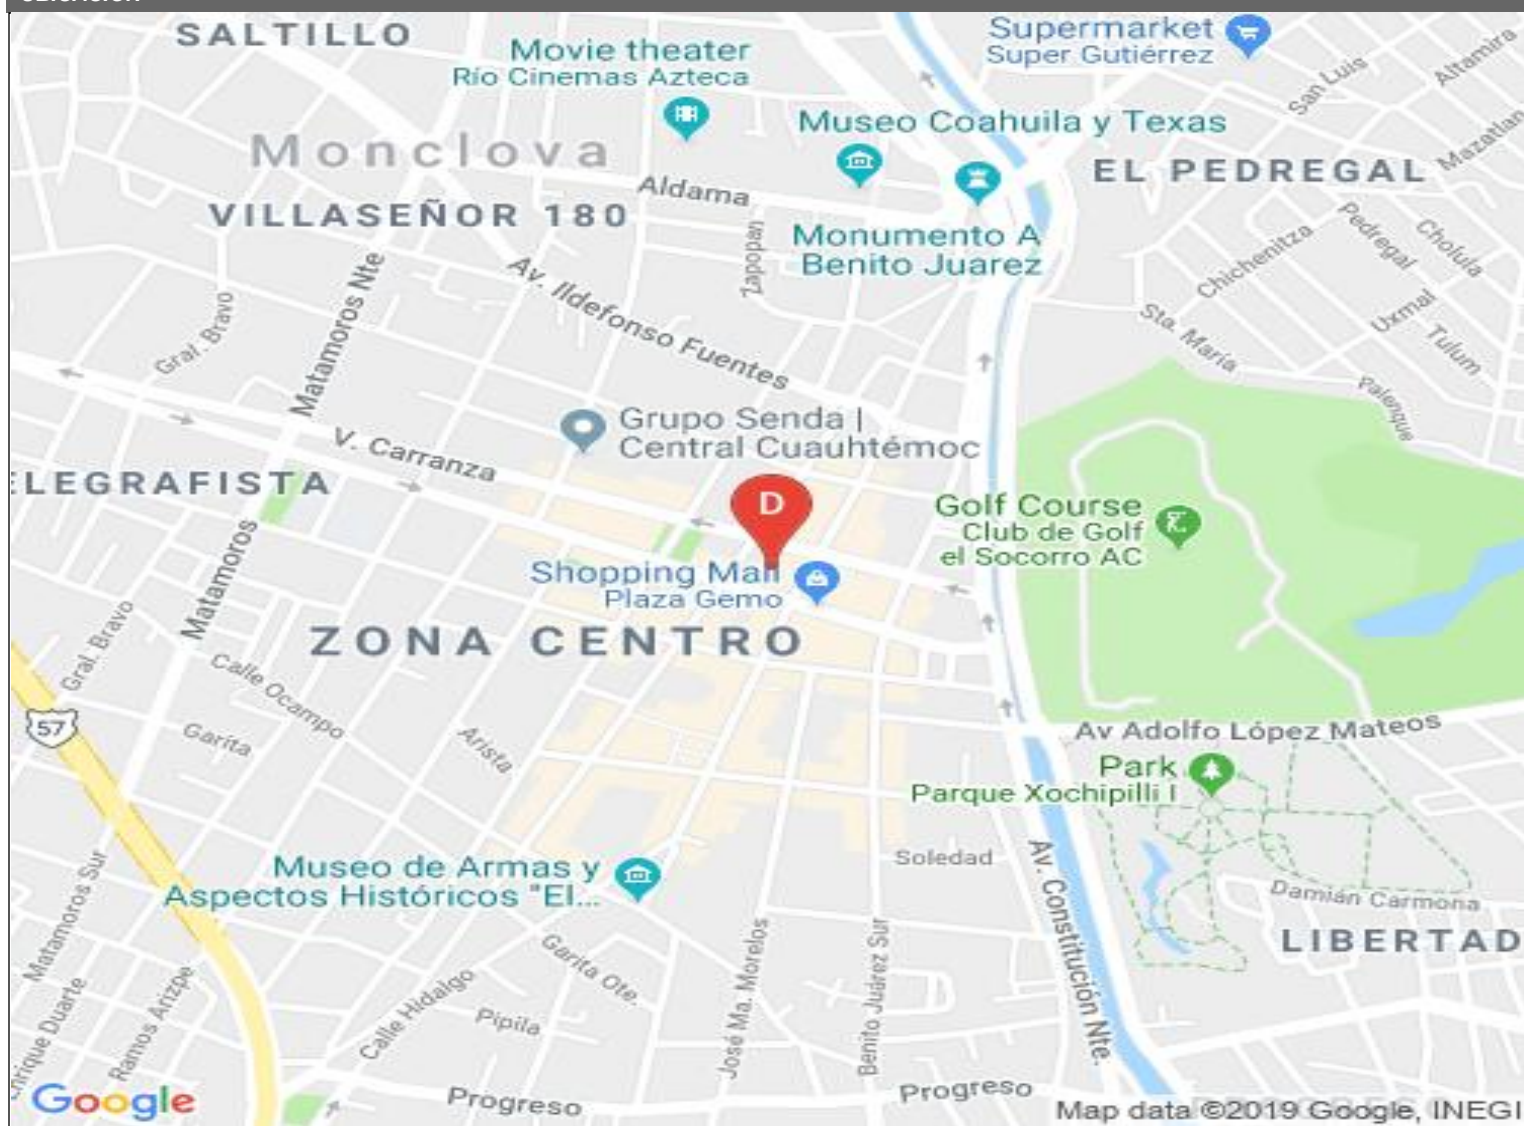 SALTILLO
Movie theater
Río Cinemas Azteca
Supermarket
Super Gutiérrez
San Luis
Altamira
Mazatlan
Monclova
Museo Coahuila y Texas
EL PEDREGAL
Aldama
VILLASEÑOR 180
Zapopan
Monumento A
Benito Juarez
Pedregal
Cholula
Chichenitza
Uxmal
Tulum
Sta. María
Palenque
Gral. Bravo
Matamoros Nte
Av. Ildefonso Fuentes
Grupo Senda |
Central Cuauhtémoc
V. Carranza
ELEGRAFISTA
D
Golf Course
Club de Golf
el Socorro AC
Matamoros
Shopping Mall
Plaza Gemo
ZONA CENTRO
Gral. Bravo
Calle Ocampo
57
Garita
Arista
Av Adolfo López Mateos
Park
Parque Xochipilli I
Museo de Armas y
Aspectos Históricos "El...
Soledad
Av. Constitución Nte.
Damián Carmona
LIBERTAD
Matamoros Sur
Enrique Duarte
Ramos Arizpe
Calle Hidalgo
Garita Ote.
Pipila
José Ma. Morelos
Benito Juárez Sur
Progreso
Progreso
Google
Map data ©2019 Google, INEGI